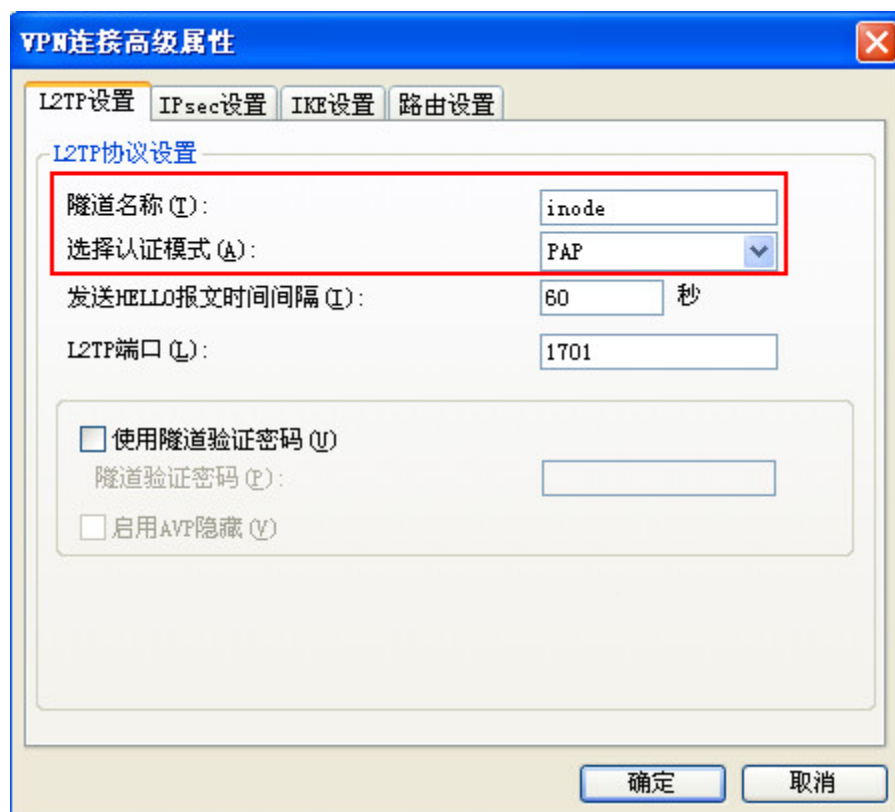 VPN连接高级属性
L2TP设置 IPsec设置 IKE设置 路由设置
L2TP协议设置
隧道名称(T): inode
选择认证模式(A): PAP
发送HELLO报文时间间隔(I): 60 秒
L2TP端口(L): 1701
使用隧道验证密码(U)
隧道验证密码(P):
启用AVP隐藏(V)
确定 取消